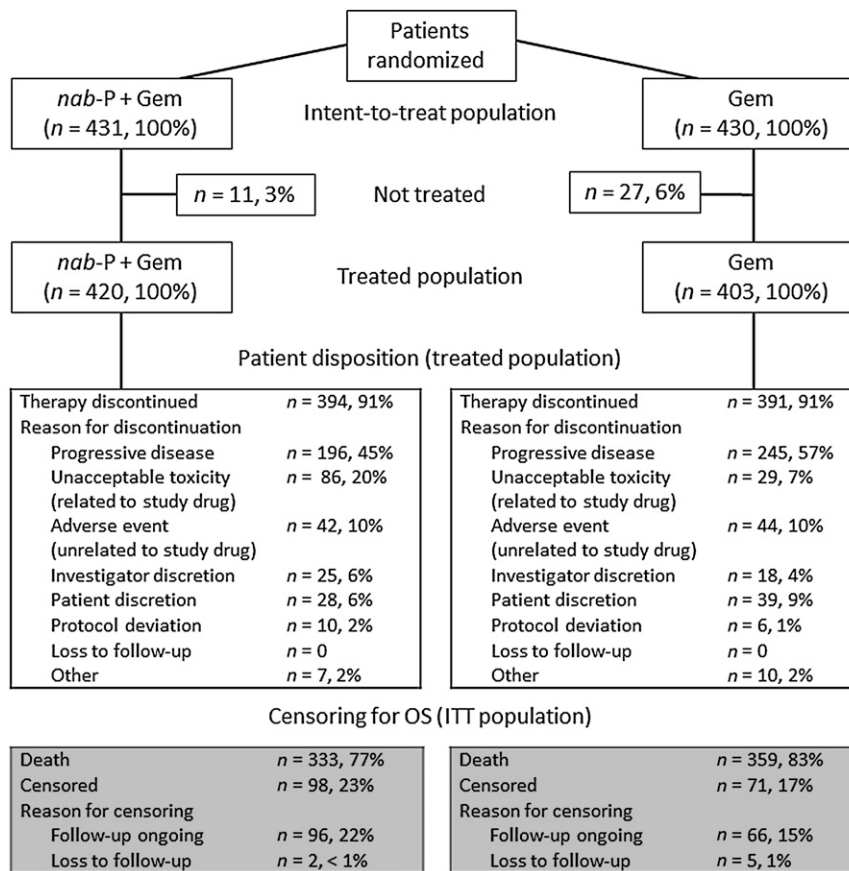 Patients
randomized
nab-P + Gem
(n = 431, 100%)
Intent-to-treat population
Gem
(n = 430, 100%)
n = 11, 3%
Not treated
n = 27, 6%
nab-P + Gem
(n = 420, 100%)
Treated population
Gem
(n = 403, 100%)
Patient disposition (treated population)
Therapy discontinued n = 394, 91%
Reason for discontinuation
Progressive disease n = 196, 45%
Unacceptable toxicity n = 86, 20%
(related to study drug)
Adverse event n = 42, 10%
(unrelated to study drug)
Investigator discretion n = 25, 6%
Patient discretion n = 28, 6%
Protocol deviation n = 10, 2%
Loss to follow-up n = 0
Other n = 7, 2%
Therapy discontinued n = 391, 91%
Reason for discontinuation
Progressive disease n = 245, 57%
Unacceptable toxicity n = 29, 7%
(related to study drug)
Adverse event n = 44, 10%
(unrelated to study drug)
Investigator discretion n = 18, 4%
Patient discretion n = 39, 9%
Protocol deviation n = 6, 1%
Loss to follow-up n = 0
Other n = 10, 2%
Censoring for OS (ITT population)
Death n = 333, 77%
Censored n = 98, 23%
Reason for censoring
Follow-up ongoing n = 96, 22%
Loss to follow-up n = 2, < 1%
Death n = 359, 83%
Censored n = 71, 17%
Reason for censoring
Follow-up ongoing n = 66, 15%
Loss to follow-up n = 5, 1%